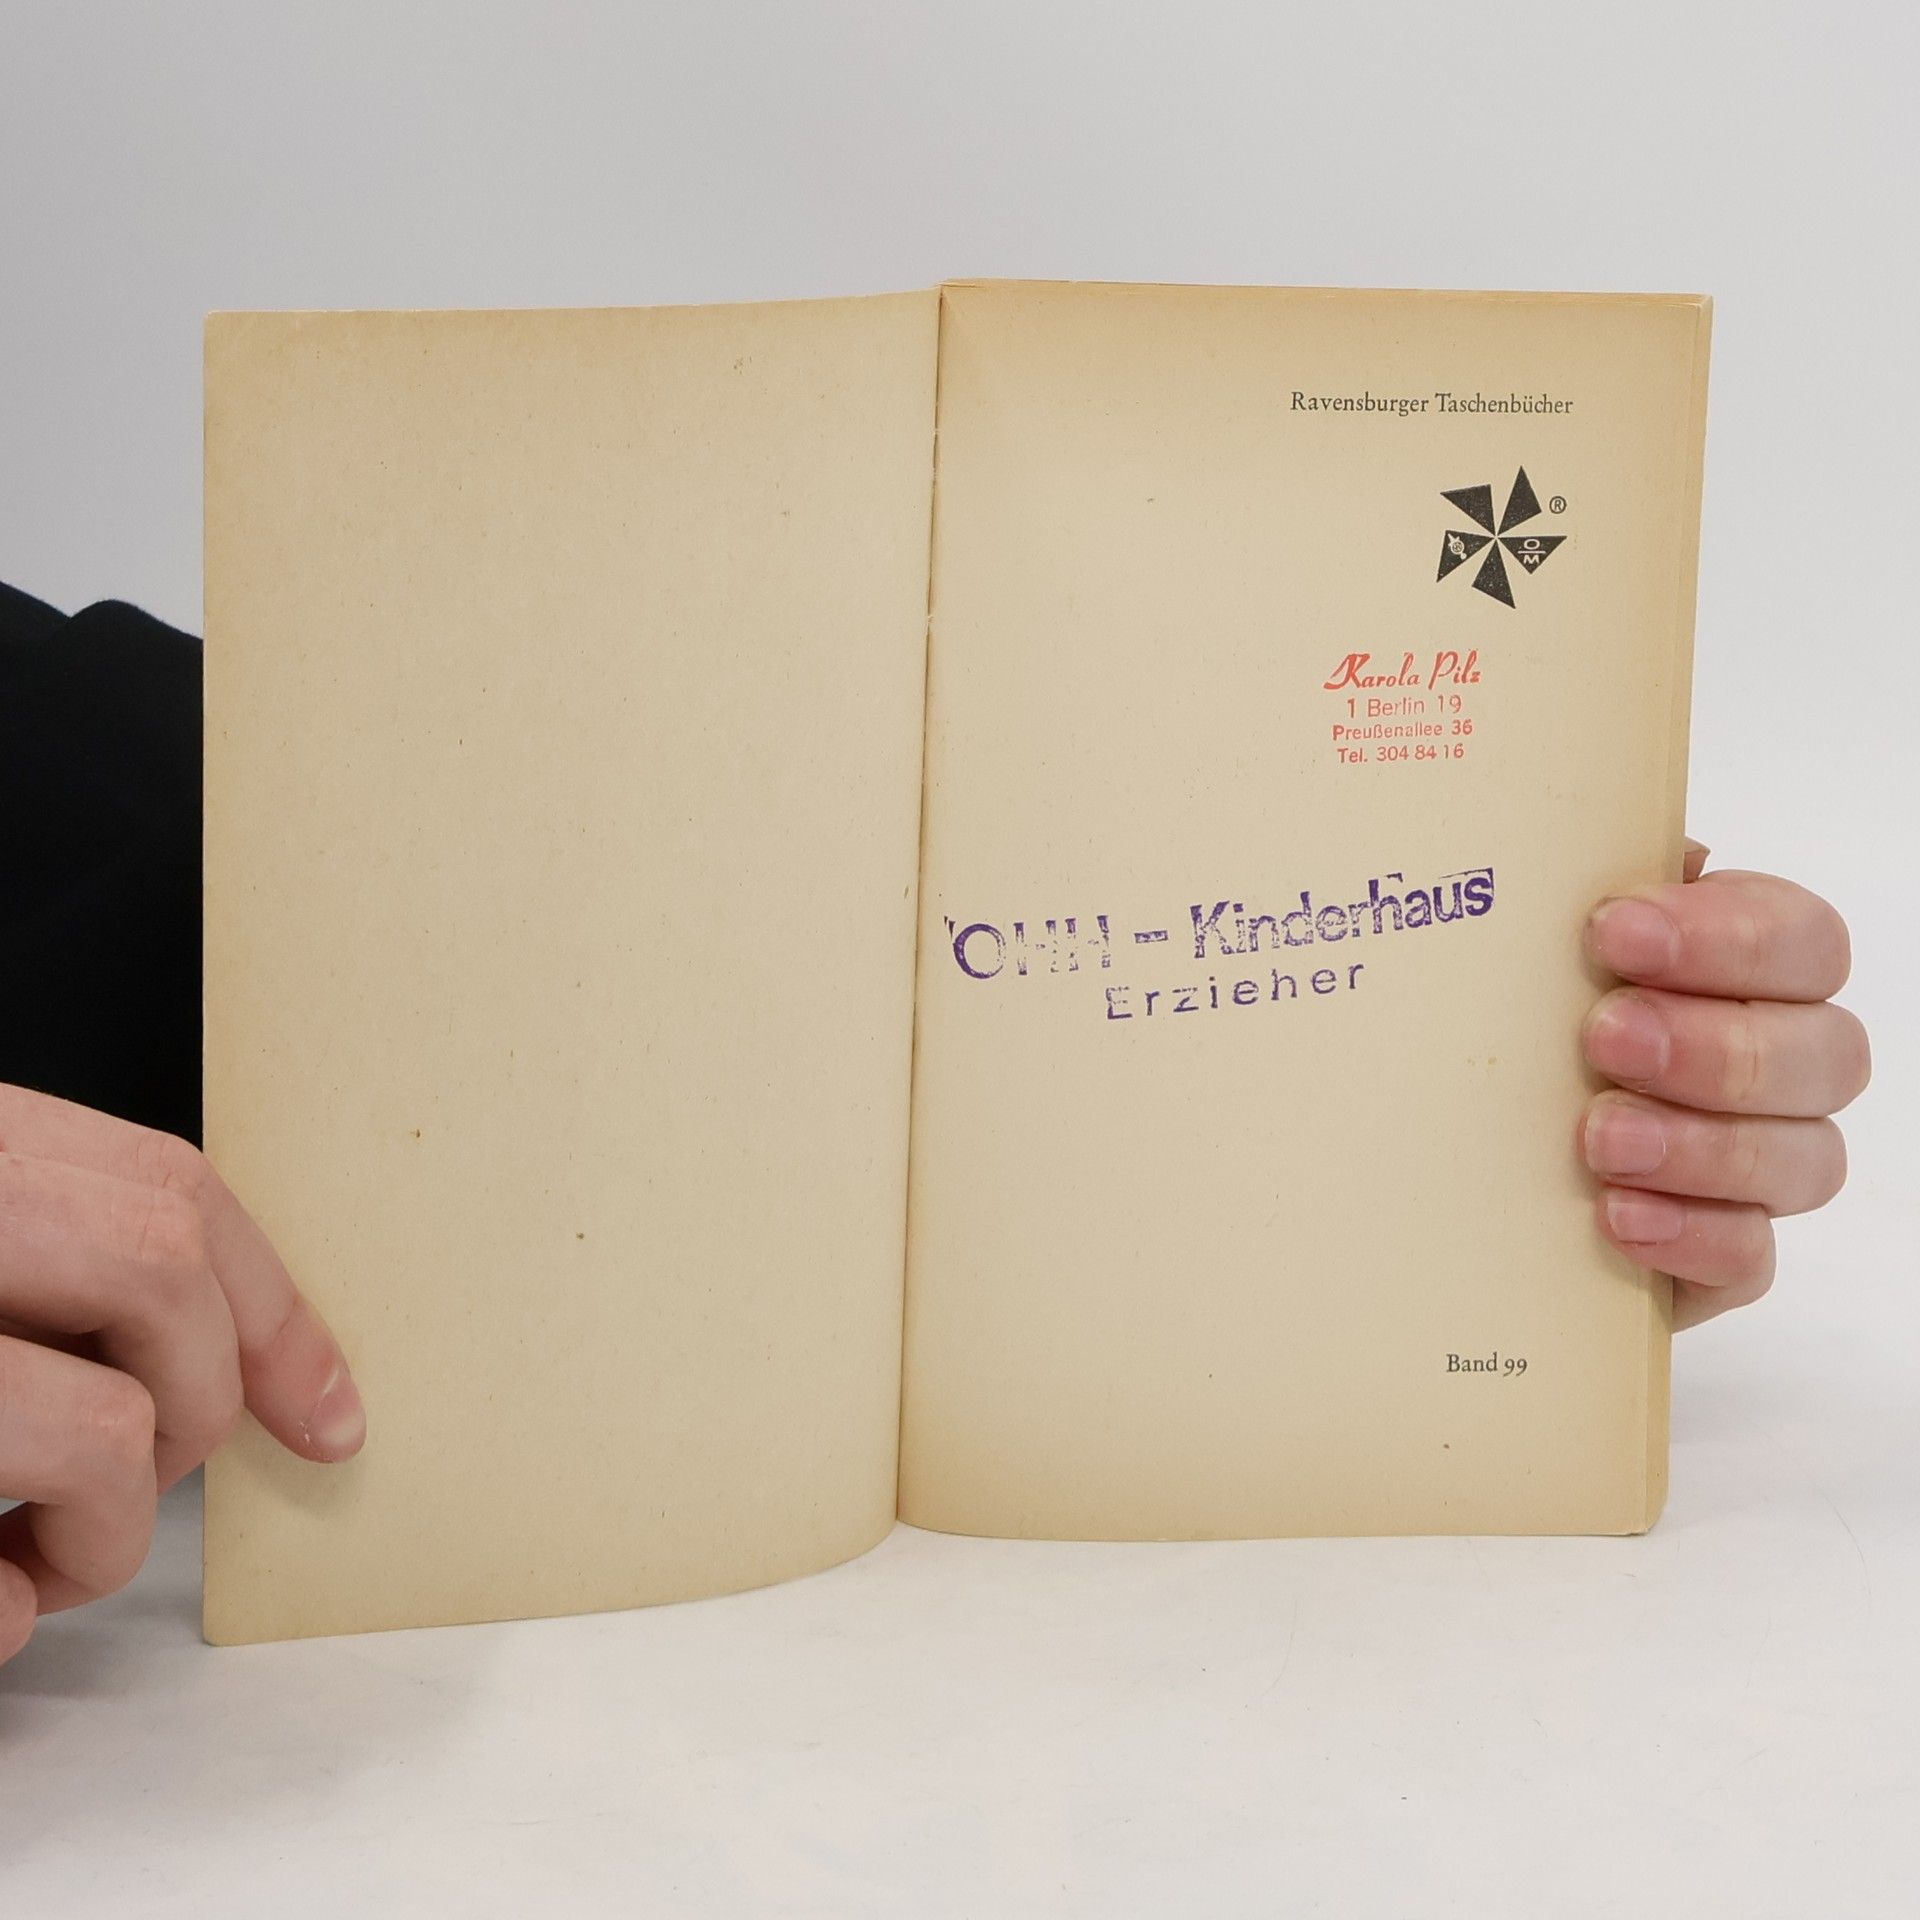 Ravensburger Taschenbücher
®
O
M
Karola Pilz
1 Berlin 19
Preußenallee 36
Tel. 304 84 16
OHH - Kinderhaus
Erzieher
Band 99